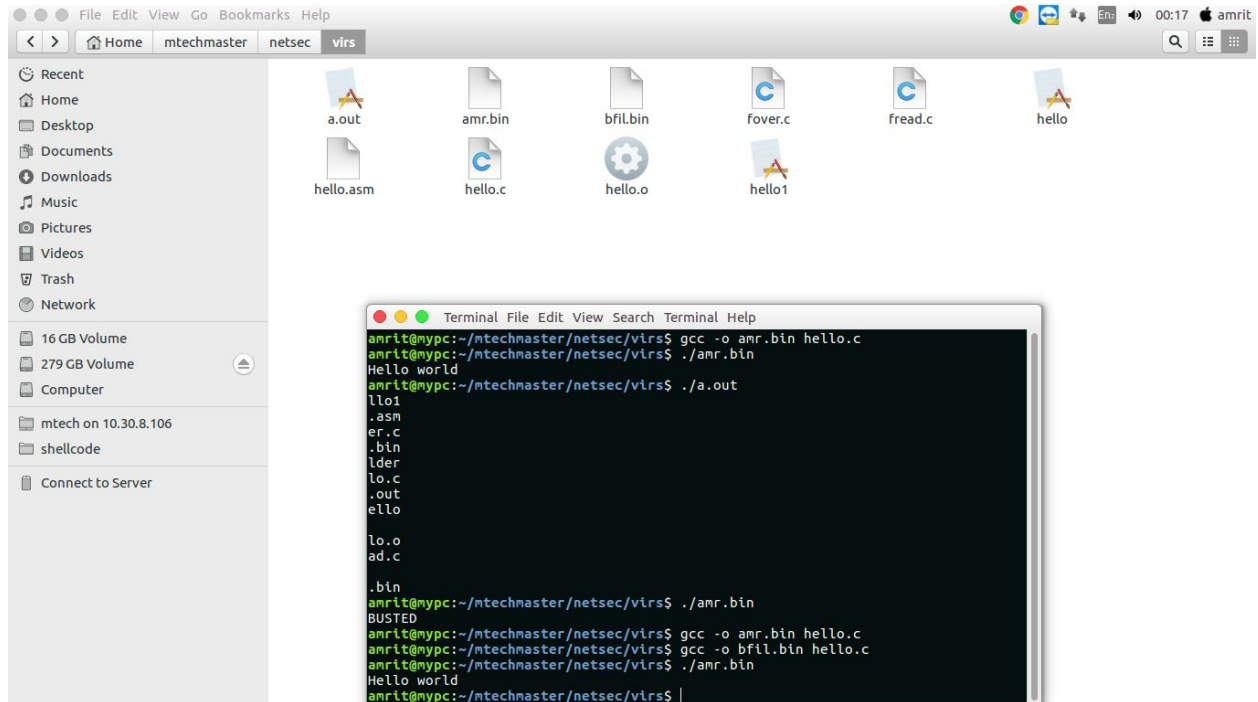 File Edit View Go Bookmarks Help En₂ 00:17 amrit
Home mtechmaster netsec virs
Recent
Home
Desktop
Documents
Downloads
Music
Pictures
Videos
Trash
Network
16 GB Volume
279 GB Volume
Computer
mtech on 10.30.8.106
shellcode
Connect to Server
a.out amr.bin bfil.bin fover.c fread.c hello
hello.asm hello.c hello.o hello1
Terminal File Edit View Search Terminal Help
amrit@mypc:~/mtechmaster/netsec/virs$ gcc -o amr.bin hello.c
amrit@mypc:~/mtechmaster/netsec/virs$ ./amr.bin
Hello world
amrit@mypc:~/mtechmaster/netsec/virs$ ./a.out
llo1
.asm
er.c
.bin
lder
lo.c
.out
ello
lo.o
ad.c
.bin
amrit@mypc:~/mtechmaster/netsec/virs$ ./amr.bin
BUSTED
amrit@mypc:~/mtechmaster/netsec/virs$ gcc -o amr.bin hello.c
amrit@mypc:~/mtechmaster/netsec/virs$ gcc -o bfil.bin hello.c
amrit@mypc:~/mtechmaster/netsec/virs$ ./amr.bin
Hello world
amrit@mypc:~/mtechmaster/netsec/virs$